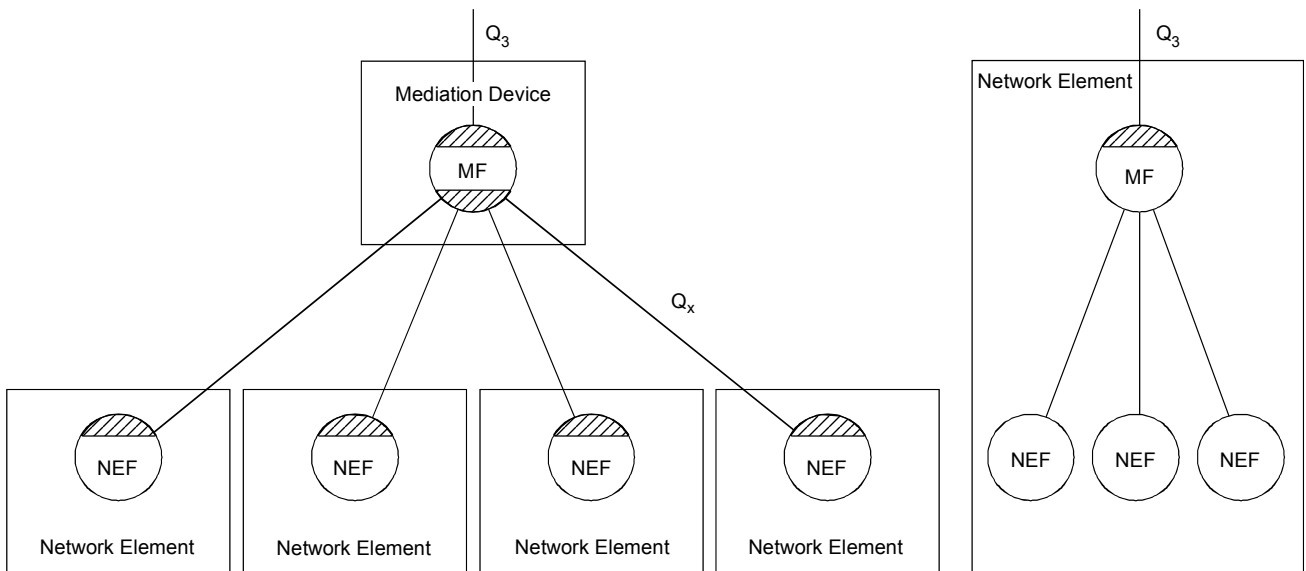 Q3
Mediation Device
MF
Qx
NEF
NEF
NEF
NEF
Network Element
Network Element
Network Element
Network Element
Q3
Network Element
MF
NEF
NEF
NEF